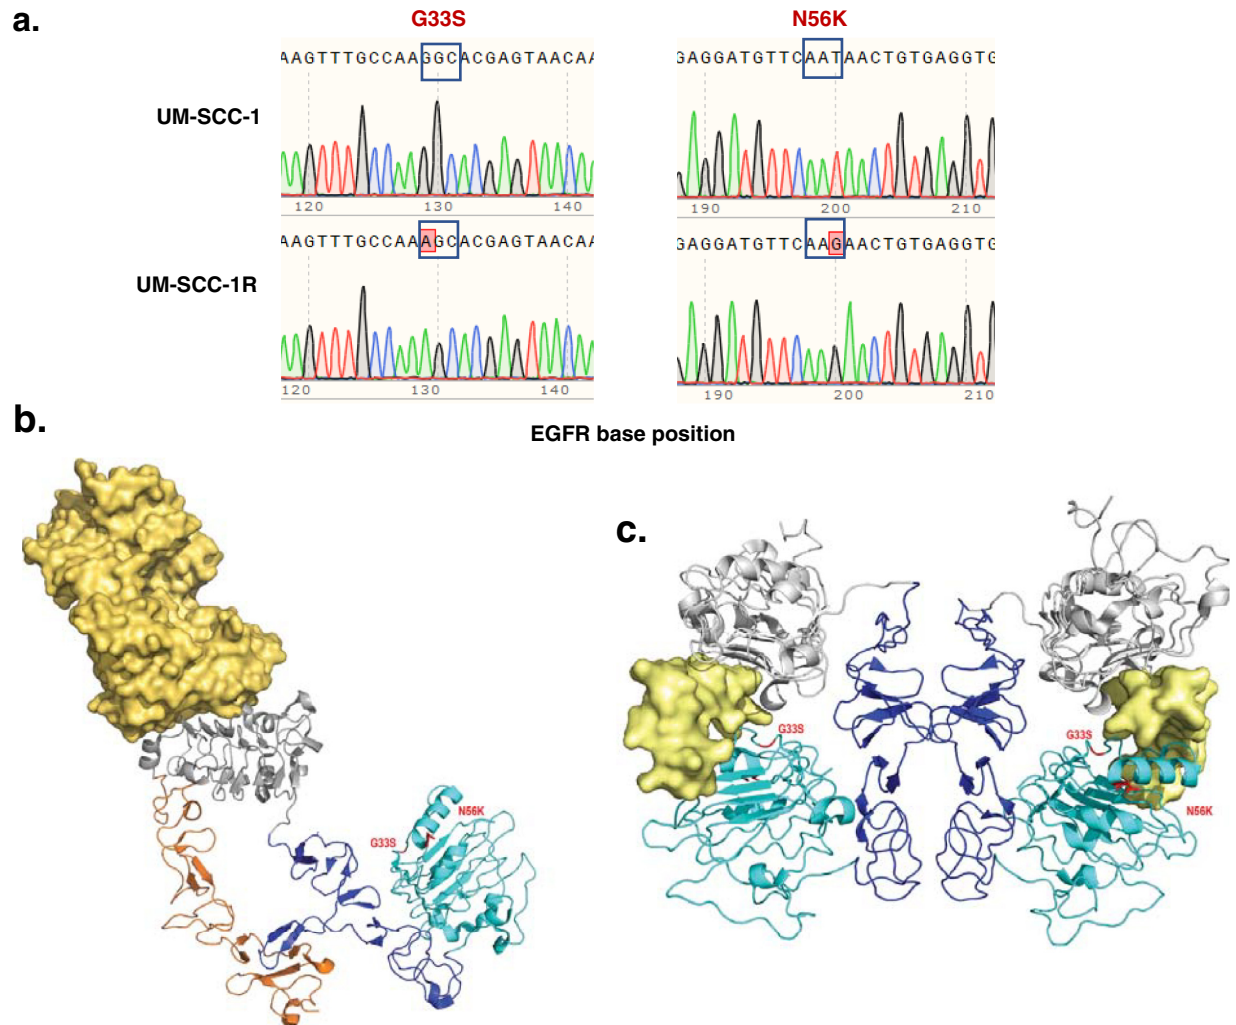 a.
G33S
N56K
AAGTTTGCCAAGGCACGAGTAACAA
GAGGATGTTCAATAACTGTGAGGTG
UM-SCC-1
120 130 140
190 200 210
AAGTTTGCCAAAGCACGAGTAACAA
GAGGATGTTCAAGAACTGTGAGGTG
UM-SCC-1R
120 130 140
190 200 210
EGFR base position
b.
c.
G33S
G33S
N56K
N56K
G33S